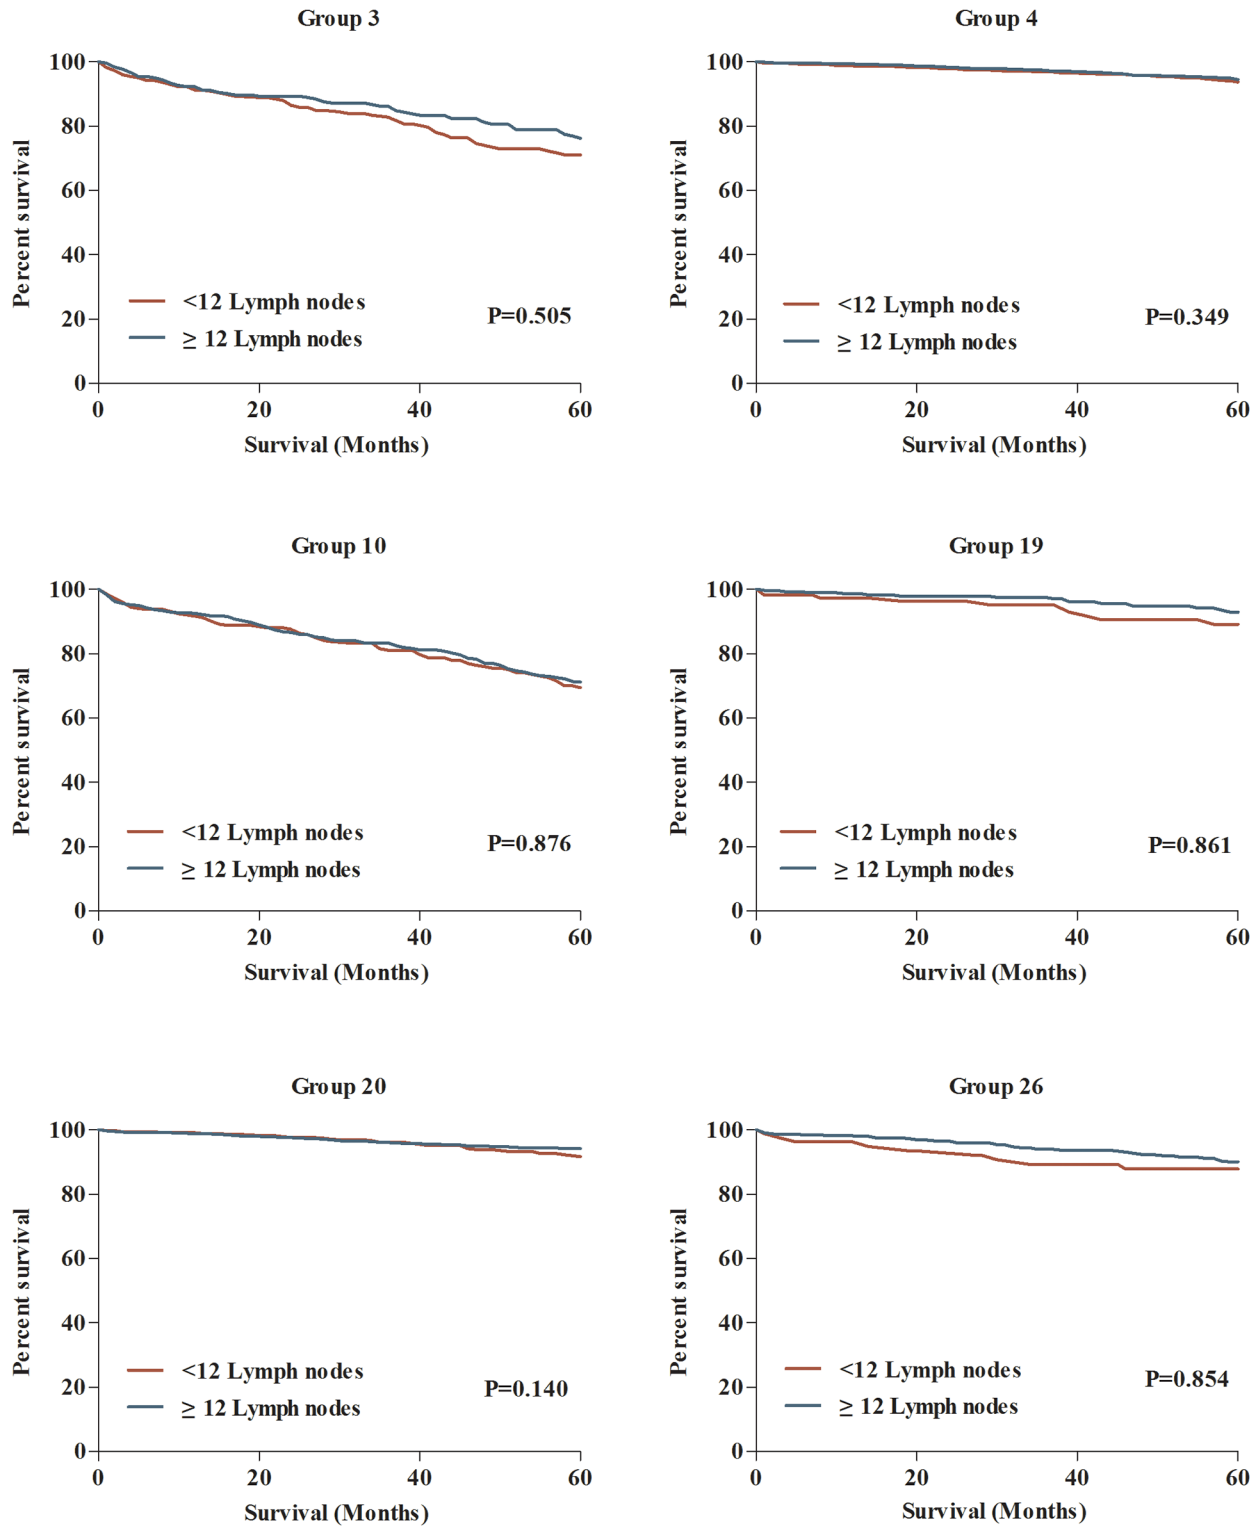 Group 3
100
80
60
40
20
0
Percent survival
<12 Lymph nodes
≥ 12 Lymph nodes
P=0.505
0 20 40 60
Survival (Months)
Group 4
100
80
60
40
20
0
Percent survival
<12 Lymph nodes
≥ 12 Lymph nodes
P=0.349
0 20 40 60
Survival (Months)
Group 10
100
80
60
40
20
0
Percent survival
<12 Lymph nodes
≥ 12 Lymph nodes
P=0.876
0 20 40 60
Survival (Months)
Group 19
100
80
60
40
20
0
Percent survival
<12 Lymph nodes
≥ 12 Lymph nodes
P=0.861
0 20 40 60
Survival (Months)
Group 20
100
80
60
40
20
0
Percent survival
<12 Lymph nodes
≥ 12 Lymph nodes
P=0.140
0 20 40 60
Survival (Months)
Group 26
100
80
60
40
20
0
Percent survival
<12 Lymph nodes
≥ 12 Lymph nodes
P=0.854
0 20 40 60
Survival (Months)